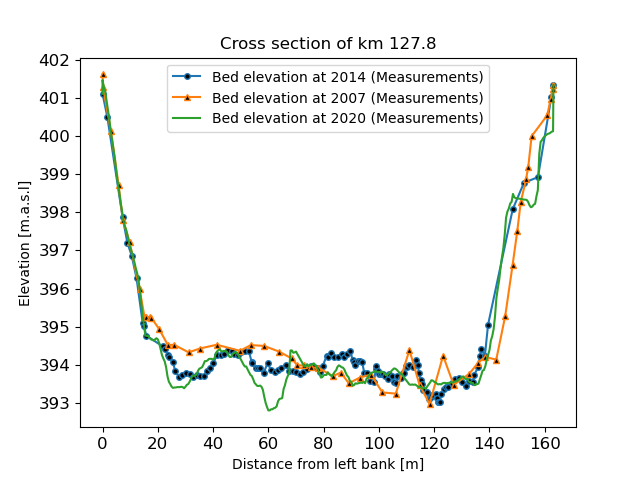 Cross section of km 127.8
Bed elevation at 2014 (Measurements)
Bed elevation at 2007 (Measurements)
Bed elevation at 2020 (Measurements)
Elevation [m.a.s.l]
402
401
400
399
398
397
396
395
394
393
0 20 40 60 80 100 120 140 160
Distance from left bank [m]